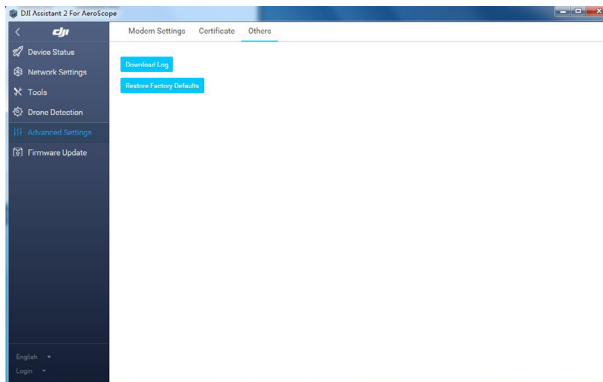 DJI Assistant 2 For AeroScope
dji
Modem Settings Certificate Others
Device Status
Network Settings
Tools
Drone Detection
Advanced Settings
Firmware Update
Download Log
Restore Factory Defaults
English
Login